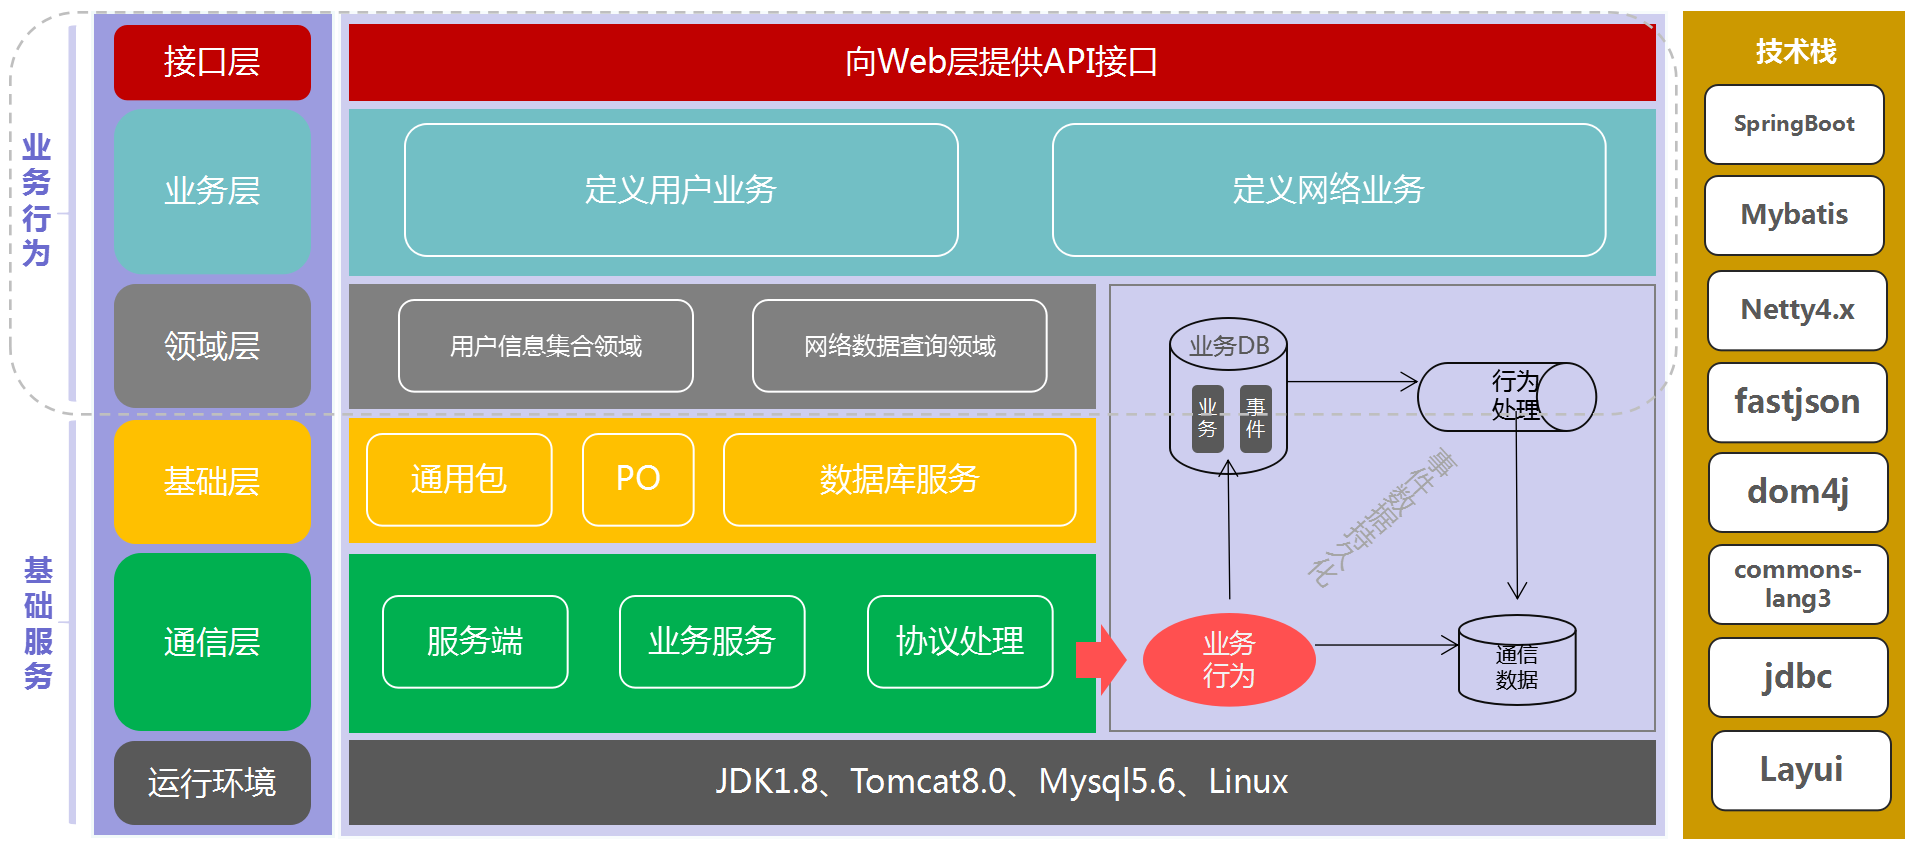 业务行为
基础服务
接口层
业务层
领域层
基础层
通信层
运行环境
向Web层提供API接口
定义用户业务
定义网络业务
用户信息集合领域
网络数据查询领域
通用包
PO
数据库服务
服务端
业务服务
协议处理
业务DB
业务
事件
行为
处理
事件数据持久化
业务
行为
通信
数据
JDK1.8、Tomcat8.0、Mysql5.6、Linux
技术栈
SpringBoot
Mybatis
Netty4.x
fastjson
dom4j
commons-
lang3
jdbc
Layui